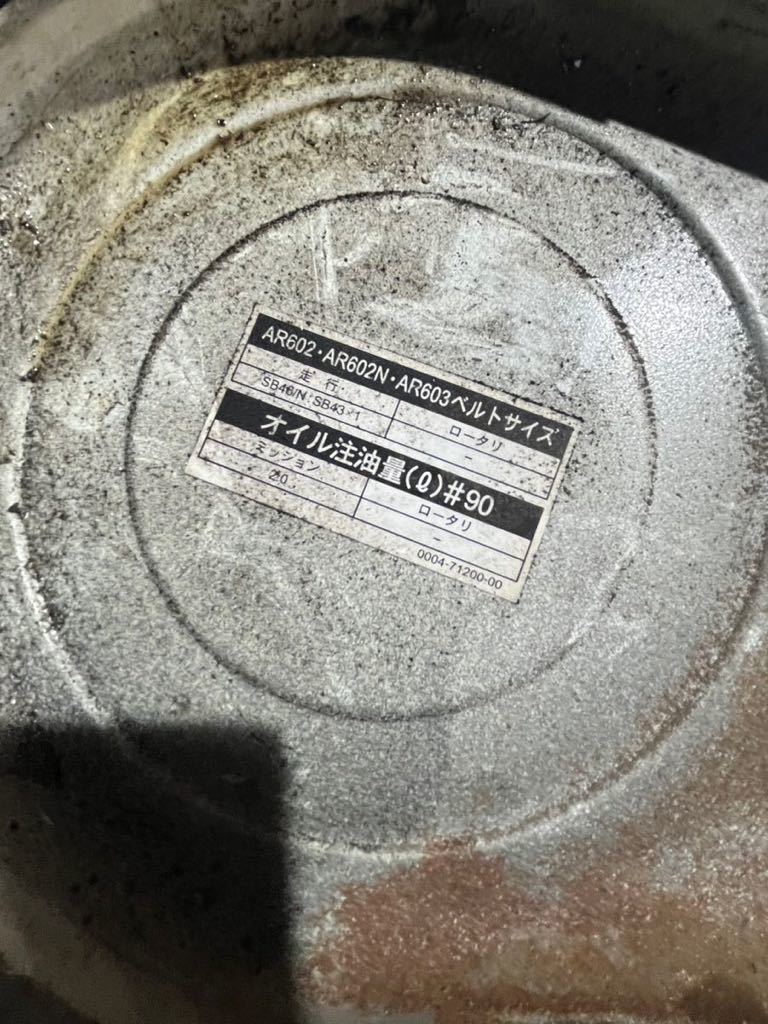 AR602・AR602N・AR603ベルトサイズ
走行 ロータリ
SB46/N SB43×1 -
オイル注油量(ℓ)#90
ミッション ロータリ
2.0 -
0004-71200-00